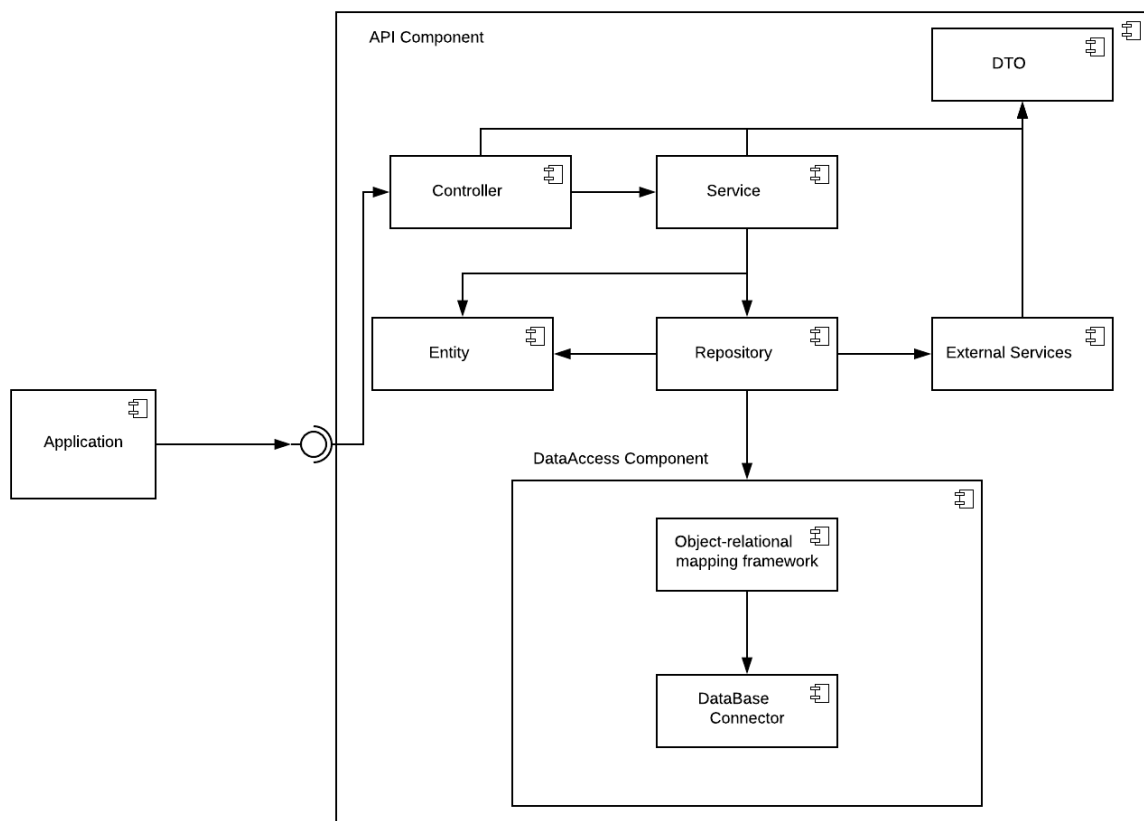 API Component
DTO
Controller
Service
Entity
Repository
External Services
Application
DataAccess Component
Object-relational
mapping framework
DataBase
Connector